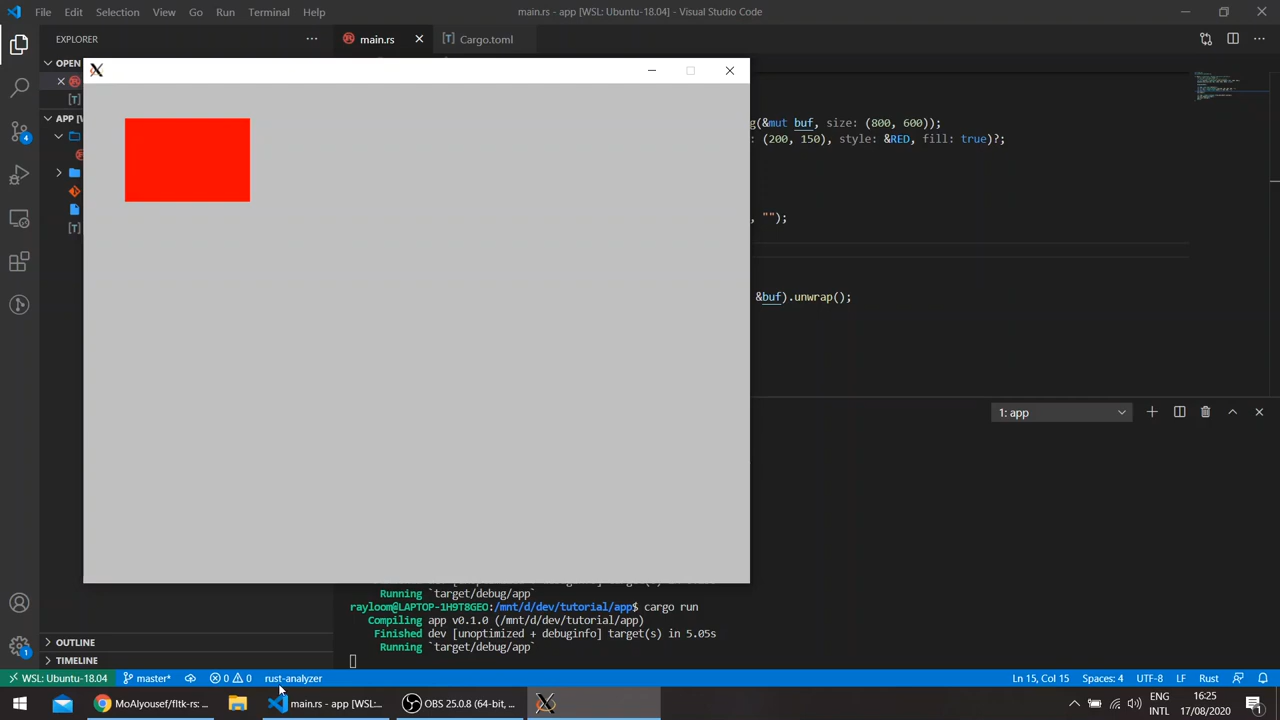 File Edit Selection View Go Run Terminal Help
main.rs - app [WSL: Ubuntu-18.04] - Visual Studio Code
EXPLORER
main.rs
Cargo.toml
OPEN
APP [W
g(&mut buf, size: (800, 600));
: (200, 150), style: &RED, fill: true)?;
, "");
&buf).unwrap();
1: app
Running `target/debug/app`
rayloom@LAPTOP-1H9T8GEO:/mnt/d/dev/tutorial/app$ cargo run
Compiling app v0.1.0 (/mnt/d/dev/tutorial/app)
Finished dev [unoptimized + debuginfo] target(s) in 5.05s
Running `target/debug/app`
OUTLINE
TIMELINE
WSL: Ubuntu-18.04 master* 0 0 rust-analyzer
Ln 15, Col 15 Spaces: 4 UTF-8 LF Rust
MoAlyousef/fltk-rs: ...
main.rs - app [WSL:...
OBS 25.0.8 (64-bit, ...
ENG
INTL
16:25
17/08/2020